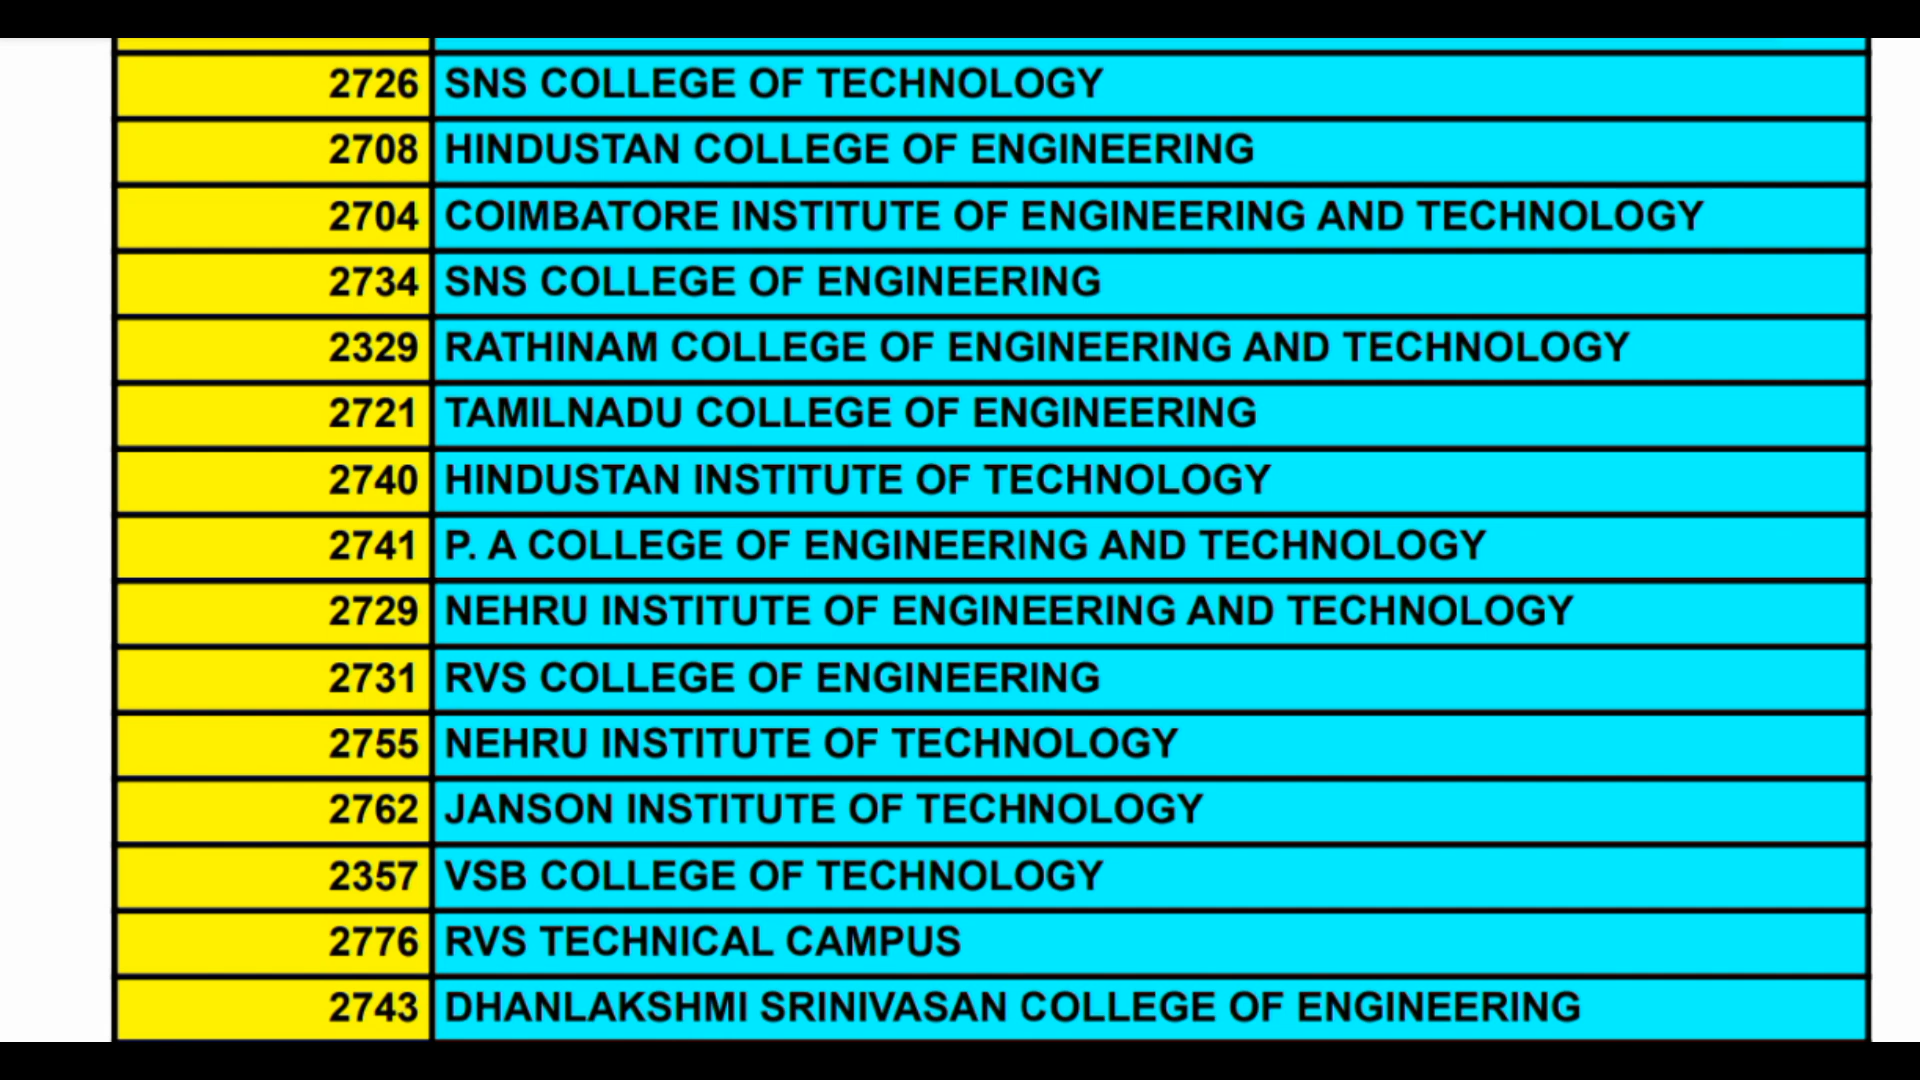 2726 SNS COLLEGE OF TECHNOLOGY
2708 HINDUSTAN COLLEGE OF ENGINEERING
2704 COIMBATORE INSTITUTE OF ENGINEERING AND TECHNOLOGY
2734 SNS COLLEGE OF ENGINEERING
2329 RATHINAM COLLEGE OF ENGINEERING AND TECHNOLOGY
2721 TAMILNADU COLLEGE OF ENGINEERING
2740 HINDUSTAN INSTITUTE OF TECHNOLOGY
2741 P. A COLLEGE OF ENGINEERING AND TECHNOLOGY
2729 NEHRU INSTITUTE OF ENGINEERING AND TECHNOLOGY
2731 RVS COLLEGE OF ENGINEERING
2755 NEHRU INSTITUTE OF TECHNOLOGY
2762 JANSON INSTITUTE OF TECHNOLOGY
2357 VSB COLLEGE OF TECHNOLOGY
2776 RVS TECHNICAL CAMPUS
2743 DHANLAKSHMI SRINIVASAN COLLEGE OF ENGINEERING